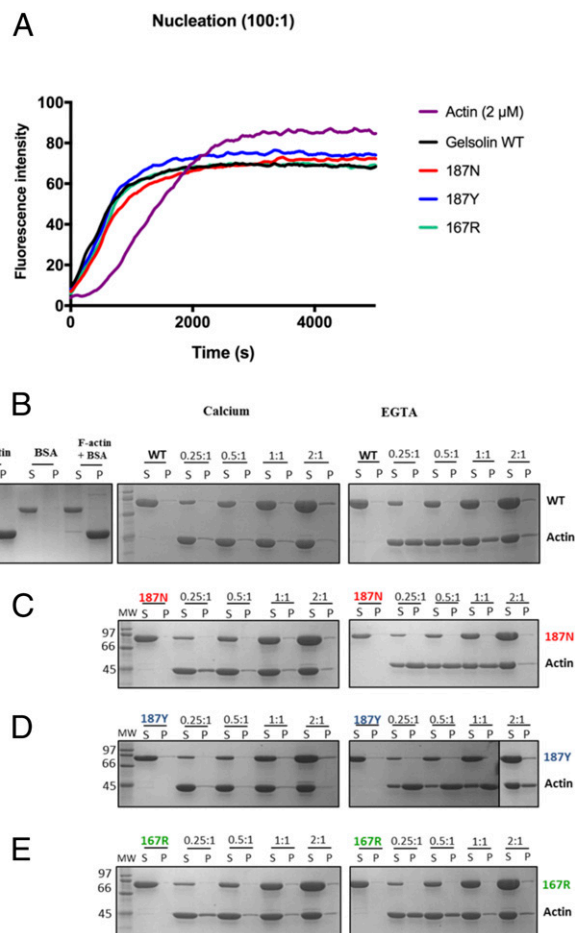 A
Nucleation (100:1)
Fluorescence intensity
100
80
60
40
20
0
0 2000 4000
Time (s)
Actin (2 µM)
Gelsolin WT
187N
187Y
167R
B
Calcium EGTA
tin BSA F-actin + BSA WT 0.25:1 0.5:1 1:1 2:1 WT 0.25:1 0.5:1 1:1 2:1
P S P S P S P S P S P S P S P S P S P S P S P S P
WT
Actin
C
187N 0.25:1 0.5:1 1:1 2:1 187N 0.25:1 0.5:1 1:1 2:1
MW S P S P S P S P S P S P S P S P S P S P
97
66
45
187N
Actin
D
187Y 0.25:1 0.5:1 1:1 2:1 187Y 0.25:1 0.5:1 1:1 2:1
MW S P S P S P S P S P S P S P S P S P S P
97
66
45
187Y
Actin
E
167R 0.25:1 0.5:1 1:1 2:1 167R 0.25:1 0.5:1 1:1 2:1
MW S P S P S P S P S P S P S P S P S P S P
97
66
45
167R
Actin